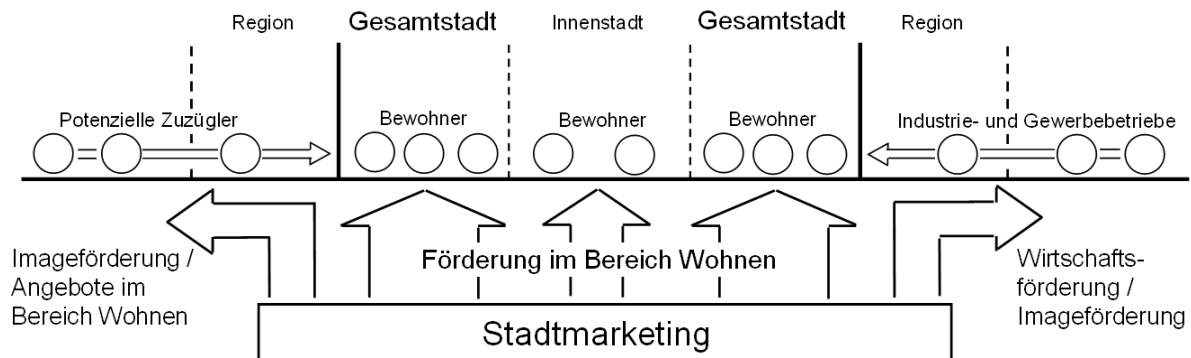 Region
Gesamtstadt
Innenstadt
Gesamtstadt
Region
Potenzielle Zuzügler
Bewohner
Bewohner
Bewohner
Industrie- und Gewerbebetriebe
Imageförderung /
Angebote im
Bereich Wohnen
Förderung im Bereich Wohnen
Wirtschafts-
förderung /
Imageförderung
Stadtmarketing